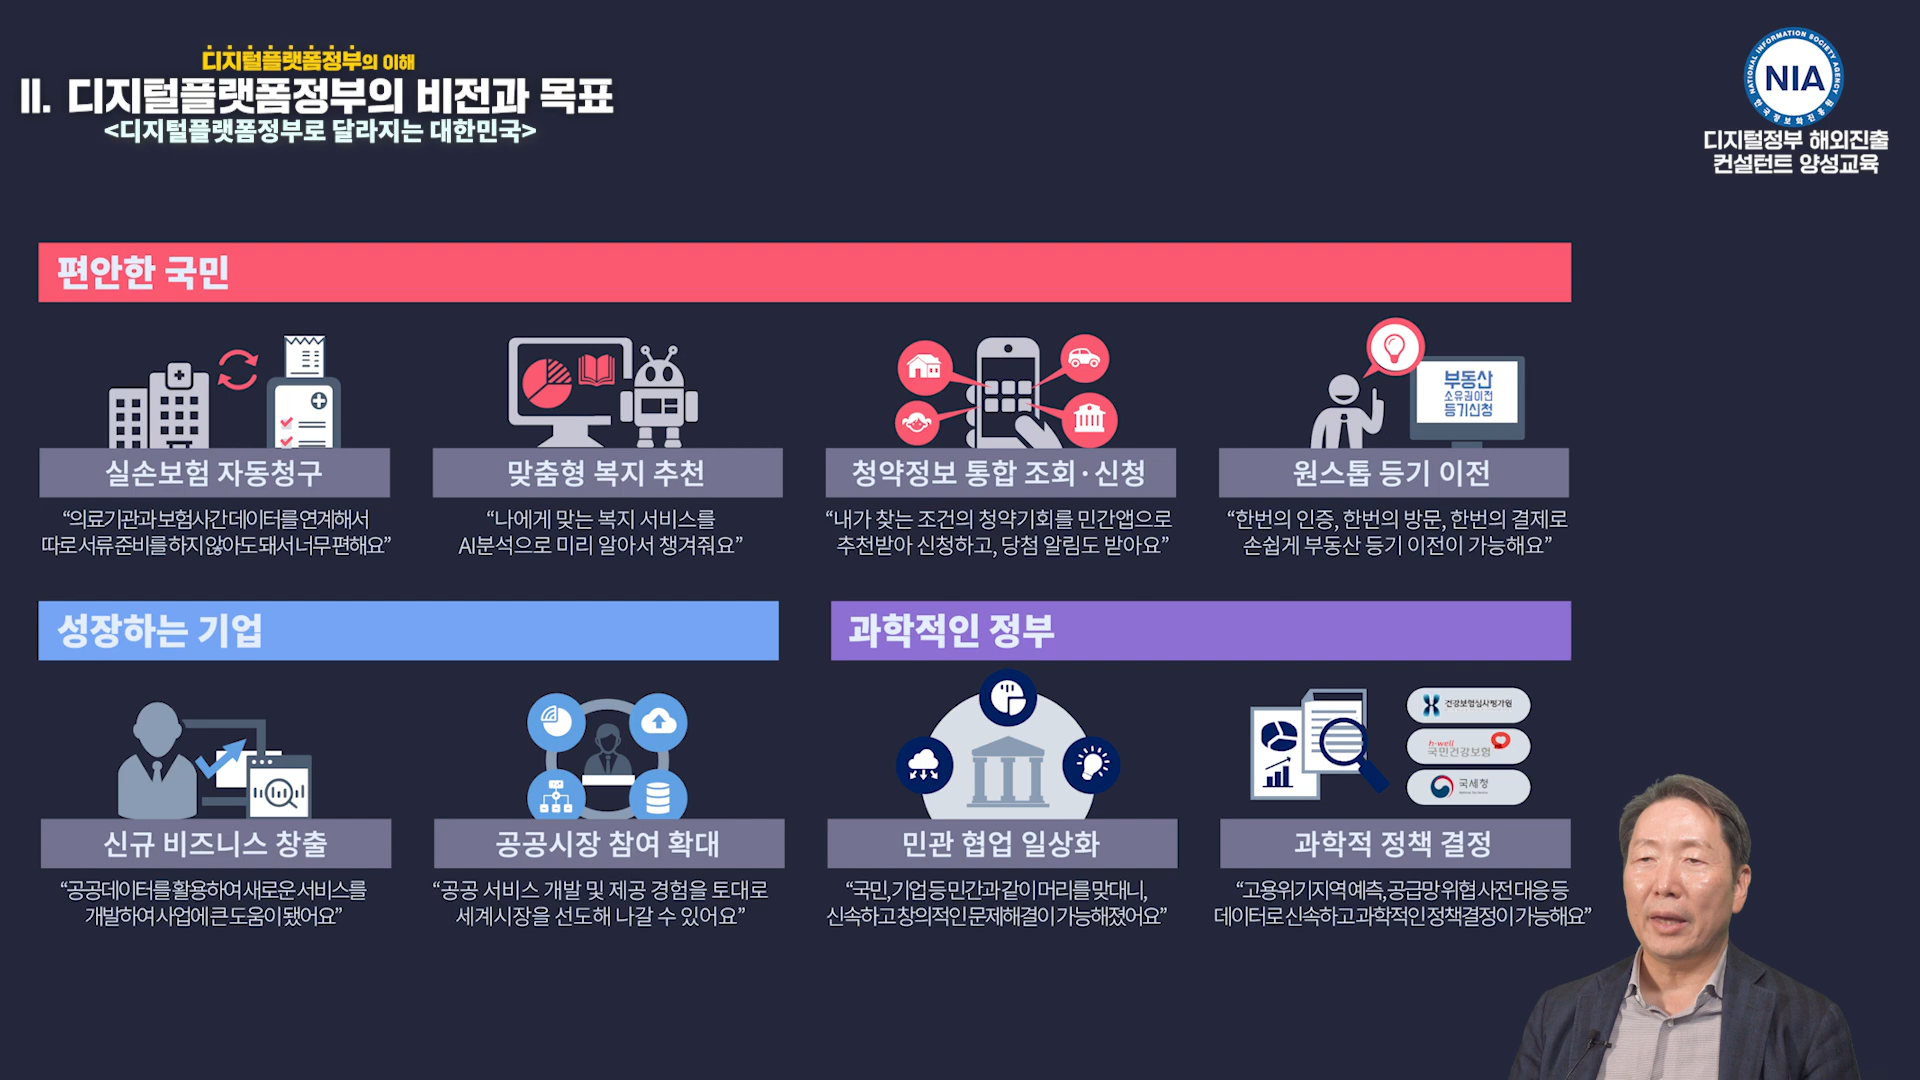 디지털플랫폼정부의 이해
II. 디지털플랫폼정부의 비전과 목표
<디지털플랫폼정부로 달라지는 대한민국>
NATIONAL INFORMATION SOCIETY AGENCY
NIA
한국정보화진흥원
디지털정부 해외진출
컨설턴트 양성교육
편안한 국민
부동산
소유권이전
등기신청
실손보험 자동청구
맞춤형 복지 추천
청약정보 통합 조회·신청
원스톱 등기 이전
“의료기관과 보험사간 데이터를 연계해서
따로 서류 준비를 하지 않아도 돼서 너무 편해요”
“나에게 맞는 복지 서비스를
AI분석으로 미리 알아서 챙겨줘요”
“내가 찾는 조건의 청약기회를 민간앱으로
추천받아 신청하고, 당첨 알림도 받아요”
“한번의 인증, 한번의 방문, 한번의 결제로
손쉽게 부동산 등기 이전이 가능해요”
성장하는 기업
과학적인 정부
건강보험심사평가원
h-well
국민건강보험
국세청
신규 비즈니스 창출
공공시장 참여 확대
민관 협업 일상화
과학적 정책 결정
“공공데이터를 활용하여 새로운 서비스를
개발하여 사업에 큰 도움이 됐어요”
“공공 서비스 개발 및 제공 경험을 토대로
세계시장을 선도해 나갈 수 있어요”
“국민, 기업 등 민간과 같이 머리를 맞대니,
신속하고 창의적인 문제해결이 가능해졌어요”
“고용위기지역 예측, 공급망 위협 사전 대응 등
데이터로 신속하고 과학적인 정책결정이 가능해요”